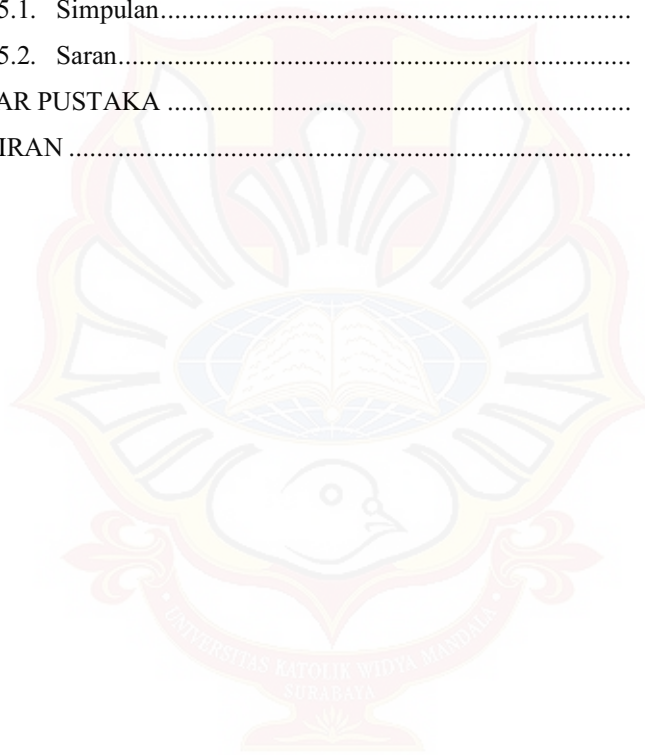 5.1. Simpulan......................................................................
5.2. Saran............................................................................
AR PUSTAKA ....................................................................
IRAN ..................................................................................
UNIVERSITAS KATOLIK WIDYA MANDALA
SURABAYA